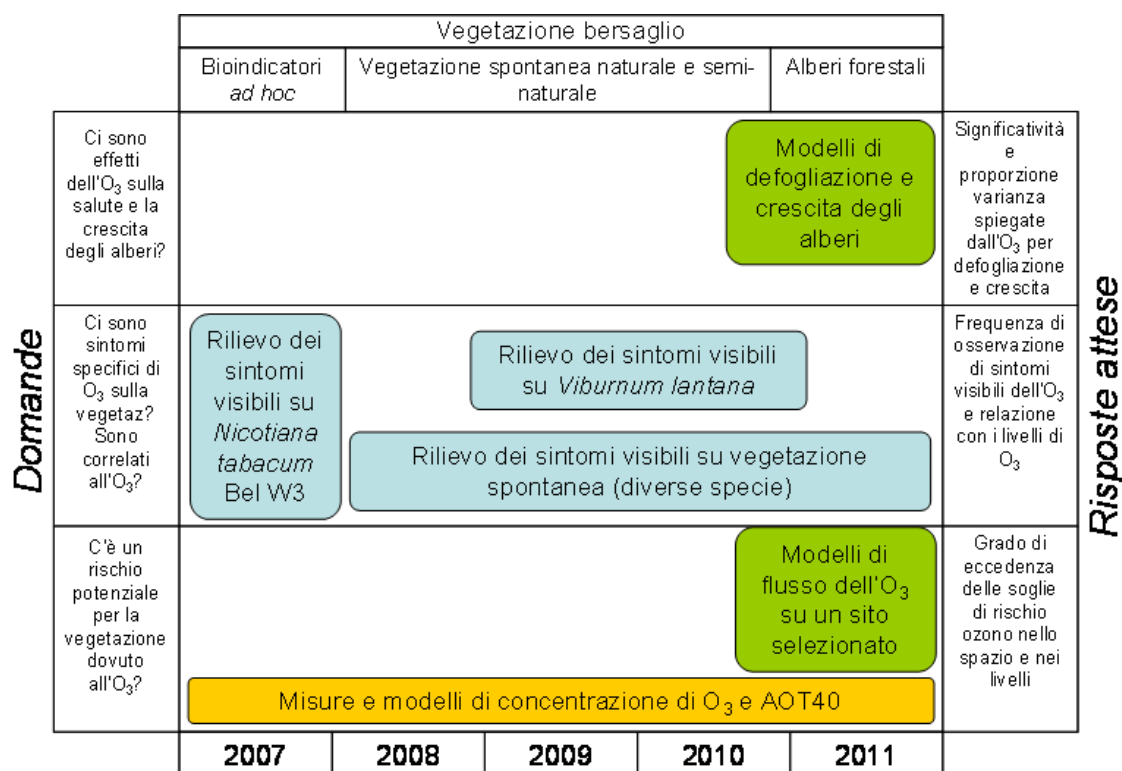 Vegetazione bersaglio
Bioindicatori
ad hoc
Vegetazione spontanea naturale e semi-
naturale
Alberi forestali
Domande
Ci sono
effetti
dell'O3 sulla
salute e la
crescita
degli alberi?
Modelli di
defogliazione e
crescita degli
alberi
Significatività
e
proporzione
varianza
spiegate
dall'O3 per
defogliazione
e crescita
Ci sono
sintomi
specifici di
O3 sulla
vegetaz?
Sono
correlati
all'O3?
Rilievo dei
sintomi
visibili su
Nicotiana
tabacum
Bel W3
Rilievo dei sintomi visibili
su Viburnum lantana
Rilievo dei sintomi visibili su vegetazione
spontanea (diverse specie)
Frequenza di
osservazione
di sintomi
visibili dell'O3
e relazione
con i livelli di
O3
Risposte attese
C'è un
rischio
potenziale
per la
vegetazione
dovuto
all'O3?
Modelli di
flusso dell'O3
su un sito
selezionato
Misure e modelli di concentrazione di O3 e AOT40
Grado di
eccedenza
delle soglie
di rischio
ozono nello
spazio e nei
livelli
2007 2008 2009 2010 2011